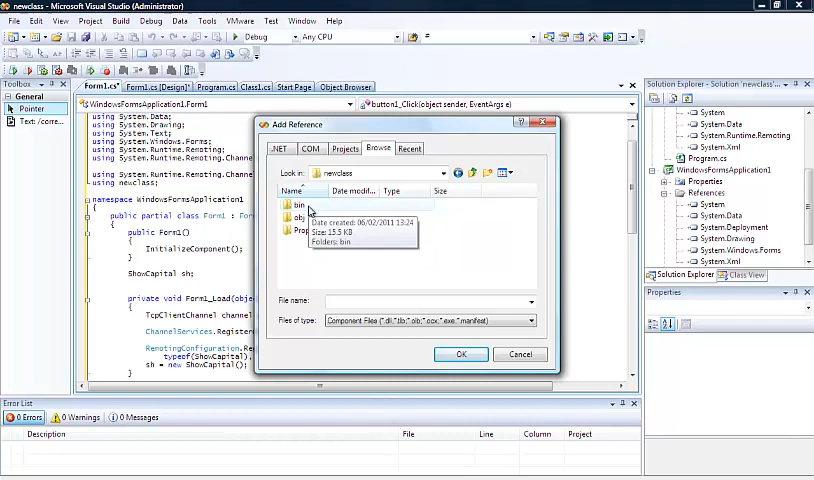 newclass - Microsoft Visual Studio (Administrator)
File Edit View Project Build Debug Data Tools VMware Test Window Help
Debug Any CPU
Toolbox
General
Pointer
Text: /corre...
Form1.cs* Form1.cs [Design]* Program.cs Class1.cs Start Page Object Browser
WindowsFormsApplication1.Form1 button1_Click(object sender, EventArgs e)
using System.Data;
using System.Drawing;
using System.Text;
using System.Windows.Forms;
using System.Runtime.Remoting;
using System.Runtime.Remoting.Chan
using newclass;
namespace WindowsFormsApplication1
public partial class Form1 : Form
{
public Form1()
{
InitializeComponent();
}
ShowCapital sh;
private void Form1_Load(objec
{
TcpClientChannel channel
ChannelServices.Register
RemotingConfiguration.Reg
typeof(ShowCapital),
sh = new ShowCapital();
}
Add Reference
.NET COM Projects Browse Recent
Look in: newclass
Name Date modif... Type Size
bin
obj
Prop
Date created: 06/02/2011 13:24
Size: 15.5 KB
Folders: bin
File name:
Files of type: Component Files (*.dll;*.tlb;*.olb;*.ocx;*.exe;*.manifest)
OK Cancel
Solution Explorer - Solution 'newclass'...
System
System.Data
System.Runtime.Remoting
System.Xml
Program.cs
WindowsFormsApplication1
Properties
References
System
System.Data
System.Deployment
System.Drawing
System.Windows.Forms
System.Xml
Solution Explorer Class View
Properties
Error List
0 Errors 0 Warnings 0 Messages
Description File Line Column Project